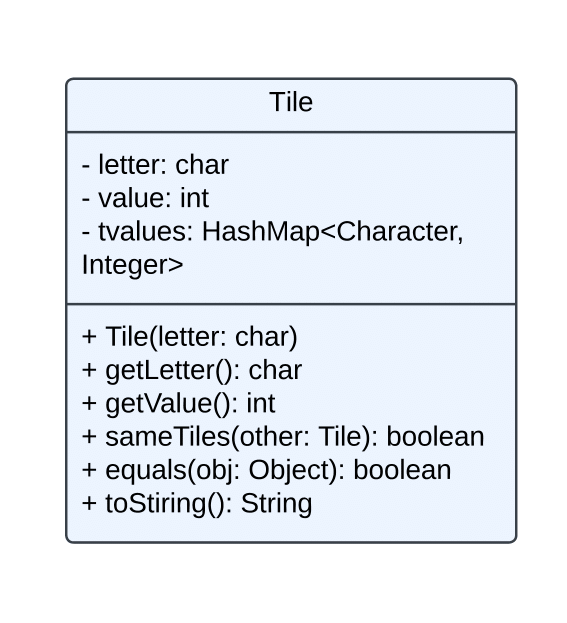 Tile
- letter: char
- value: int
- tvalues: HashMap<Character,
Integer>
+ Tile(letter: char)
+ getLetter(): char
+ getValue(): int
+ sameTiles(other: Tile): boolean
+ equals(obj: Object): boolean
+ toStiring(): String